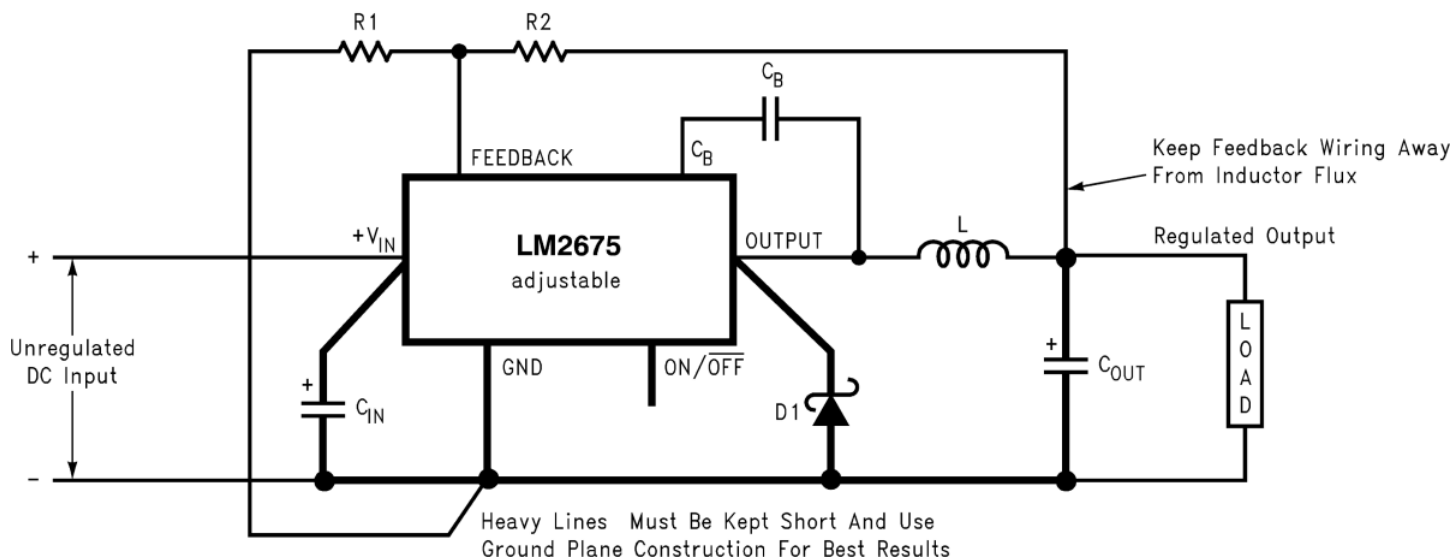 R1
R2
C_B
FEEDBACK
C_B
Keep Feedback Wiring Away
From Inductor Flux
+V_IN
LM2675
adjustable
OUTPUT
L
Regulated Output
+
Unregulated
DC Input
GND
ON/O̅F̅F̅
+
C_IN
D1
+
C_OUT
LOAD
-
Heavy Lines Must Be Kept Short And Use
Ground Plane Construction For Best Results